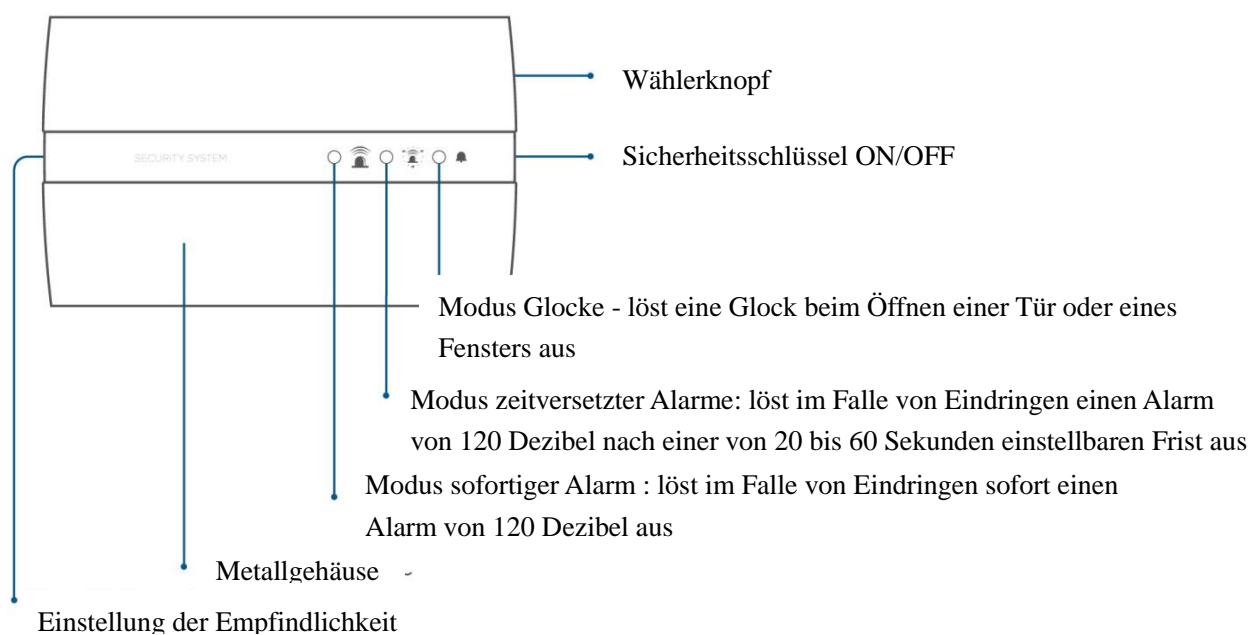 Wählerknopf
SECURITY SYSTEM
Sicherheitsschlüssel ON/OFF
Modus Glocke - löst eine Glock beim Öffnen einer Tür oder eines
Fensters aus
Modus zeitversetzter Alarme: löst im Falle von Eindringen einen Alarm
von 120 Dezibel nach einer von 20 bis 60 Sekunden einstellbaren Frist aus
Modus sofortiger Alarm : löst im Falle von Eindringen sofort einen
Alarm von 120 Dezibel aus
Metallgehäuse
Einstellung der Empfindlichkeit